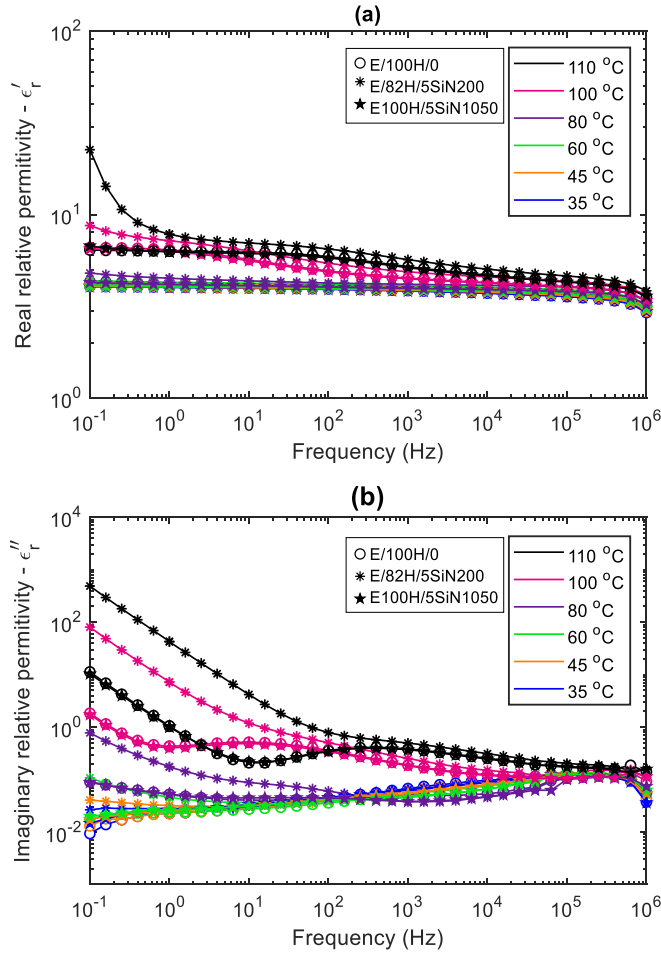 (a)
Real relative permitivity - ϵ′r
10^2
10^1
10^0
E/100H/0
E/82H/5SiN200
E100H/5SiN1050
110 °C
100 °C
80 °C
60 °C
45 °C
35 °C
10^-1 10^0 10^1 10^2 10^3 10^4 10^5 10^6
Frequency (Hz)
(b)
Imaginary relative permitivity - ϵ″r
10^4
10^2
10^0
10^-2
E/100H/0
E/82H/5SiN200
E100H/5SiN1050
110 °C
100 °C
80 °C
60 °C
45 °C
35 °C
10^-1 10^0 10^1 10^2 10^3 10^4 10^5 10^6
Frequency (Hz)